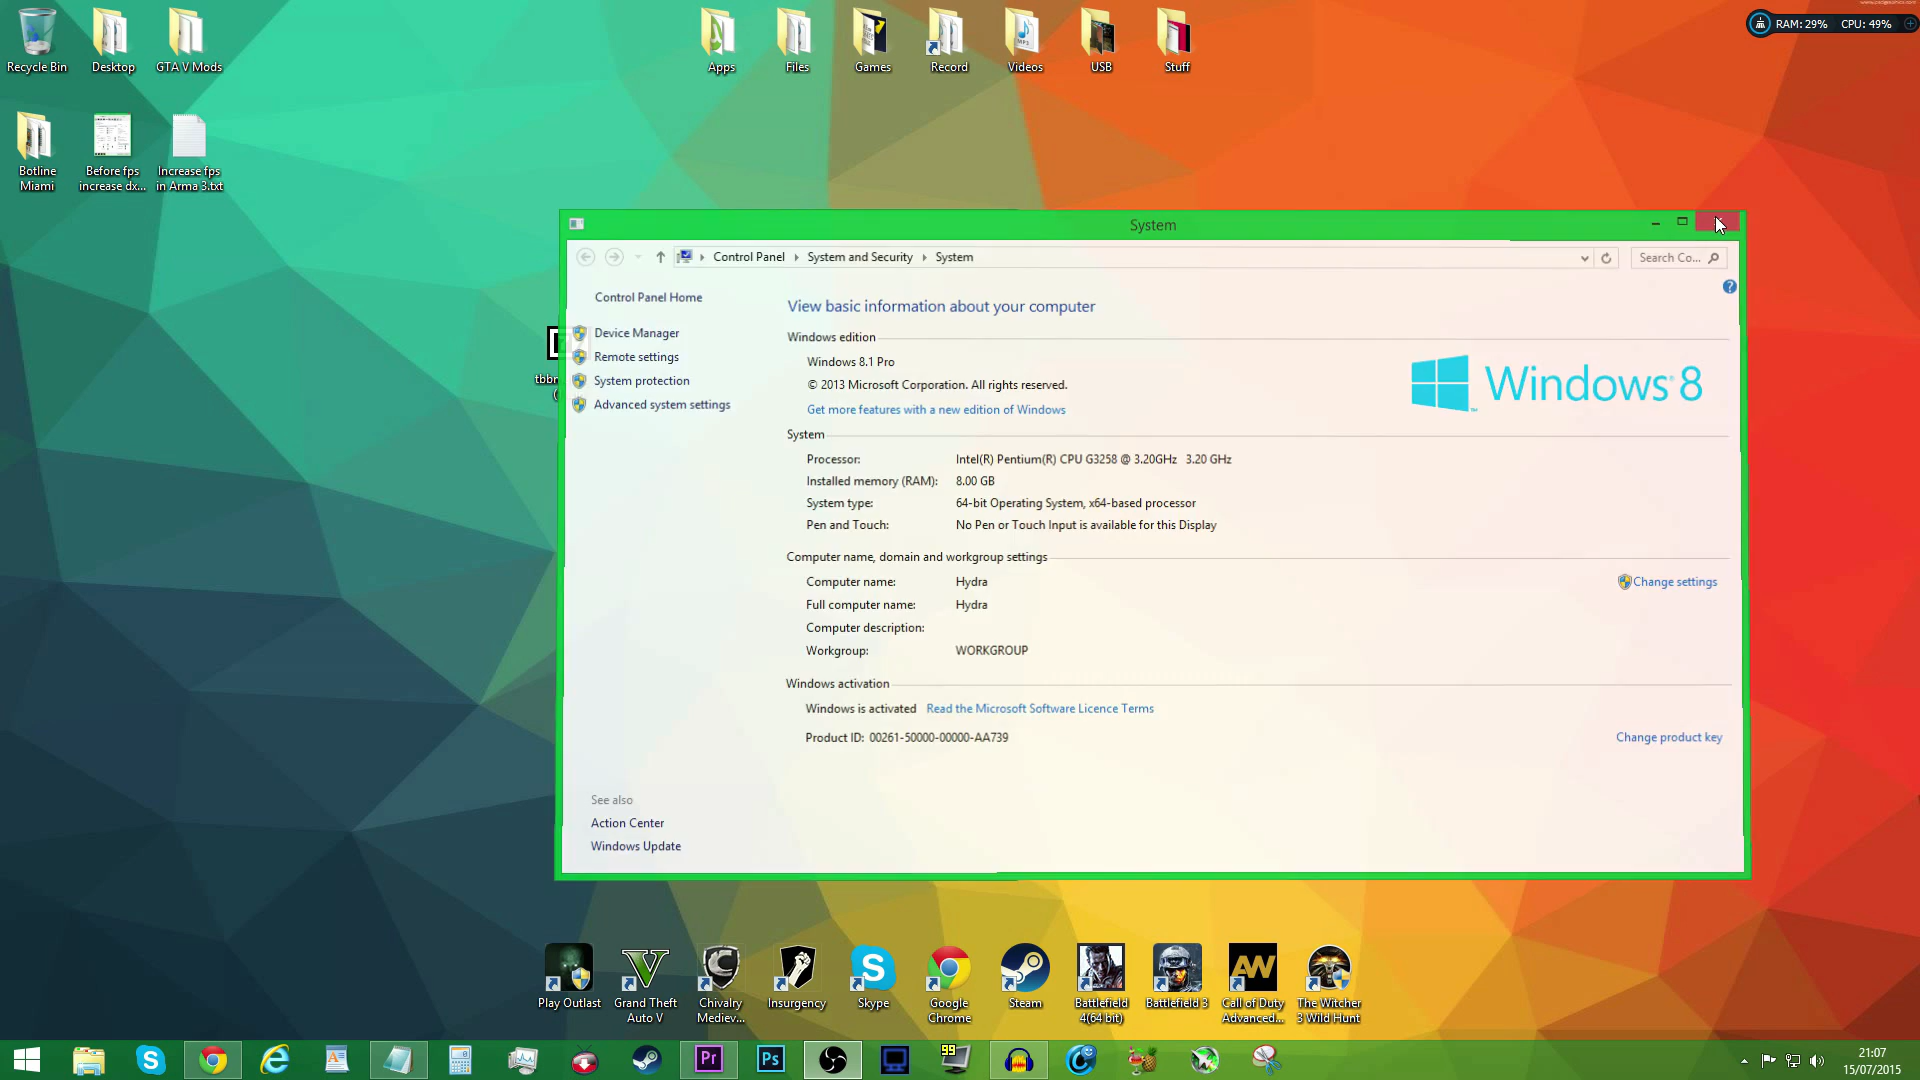 Recycle Bin
Desktop
GTA V Mods
Apps
Files
Games
Record
MP3
Videos
USB
Stuff
RAM: 29% CPU: 49%
Botline
Miami
Before fps
increase dx...
Increase fps
in Arma 3.txt
System
Control Panel
System and Security
System
Search Co...
Control Panel Home
Device Manager
Remote settings
System protection
Advanced system settings
View basic information about your computer
Windows edition
Windows 8.1 Pro
© 2013 Microsoft Corporation. All rights reserved.
Get more features with a new edition of Windows
Windows 8
System
Processor: Intel(R) Pentium(R) CPU G3258 @ 3.20GHz 3.20 GHz
Installed memory (RAM): 8.00 GB
System type: 64-bit Operating System, x64-based processor
Pen and Touch: No Pen or Touch Input is available for this Display
Computer name, domain and workgroup settings
Computer name: Hydra
Change settings
Full computer name: Hydra
Computer description:
Workgroup: WORKGROUP
Windows activation
Windows is activated Read the Microsoft Software Licence Terms
Product ID: 00261-50000-00000-AA739
Change product key
See also
Action Center
Windows Update
Play Outlast
Grand Theft
Auto V
Chivalry
Mediev...
Insurgency
Skype
Google
Chrome
Steam
Battlefield
4(64 bit)
Battlefield 3
AW
Call of Duty
Advanced...
The Witcher
3 Wild Hunt
Pr
Ps
99
21:07
15/07/2015